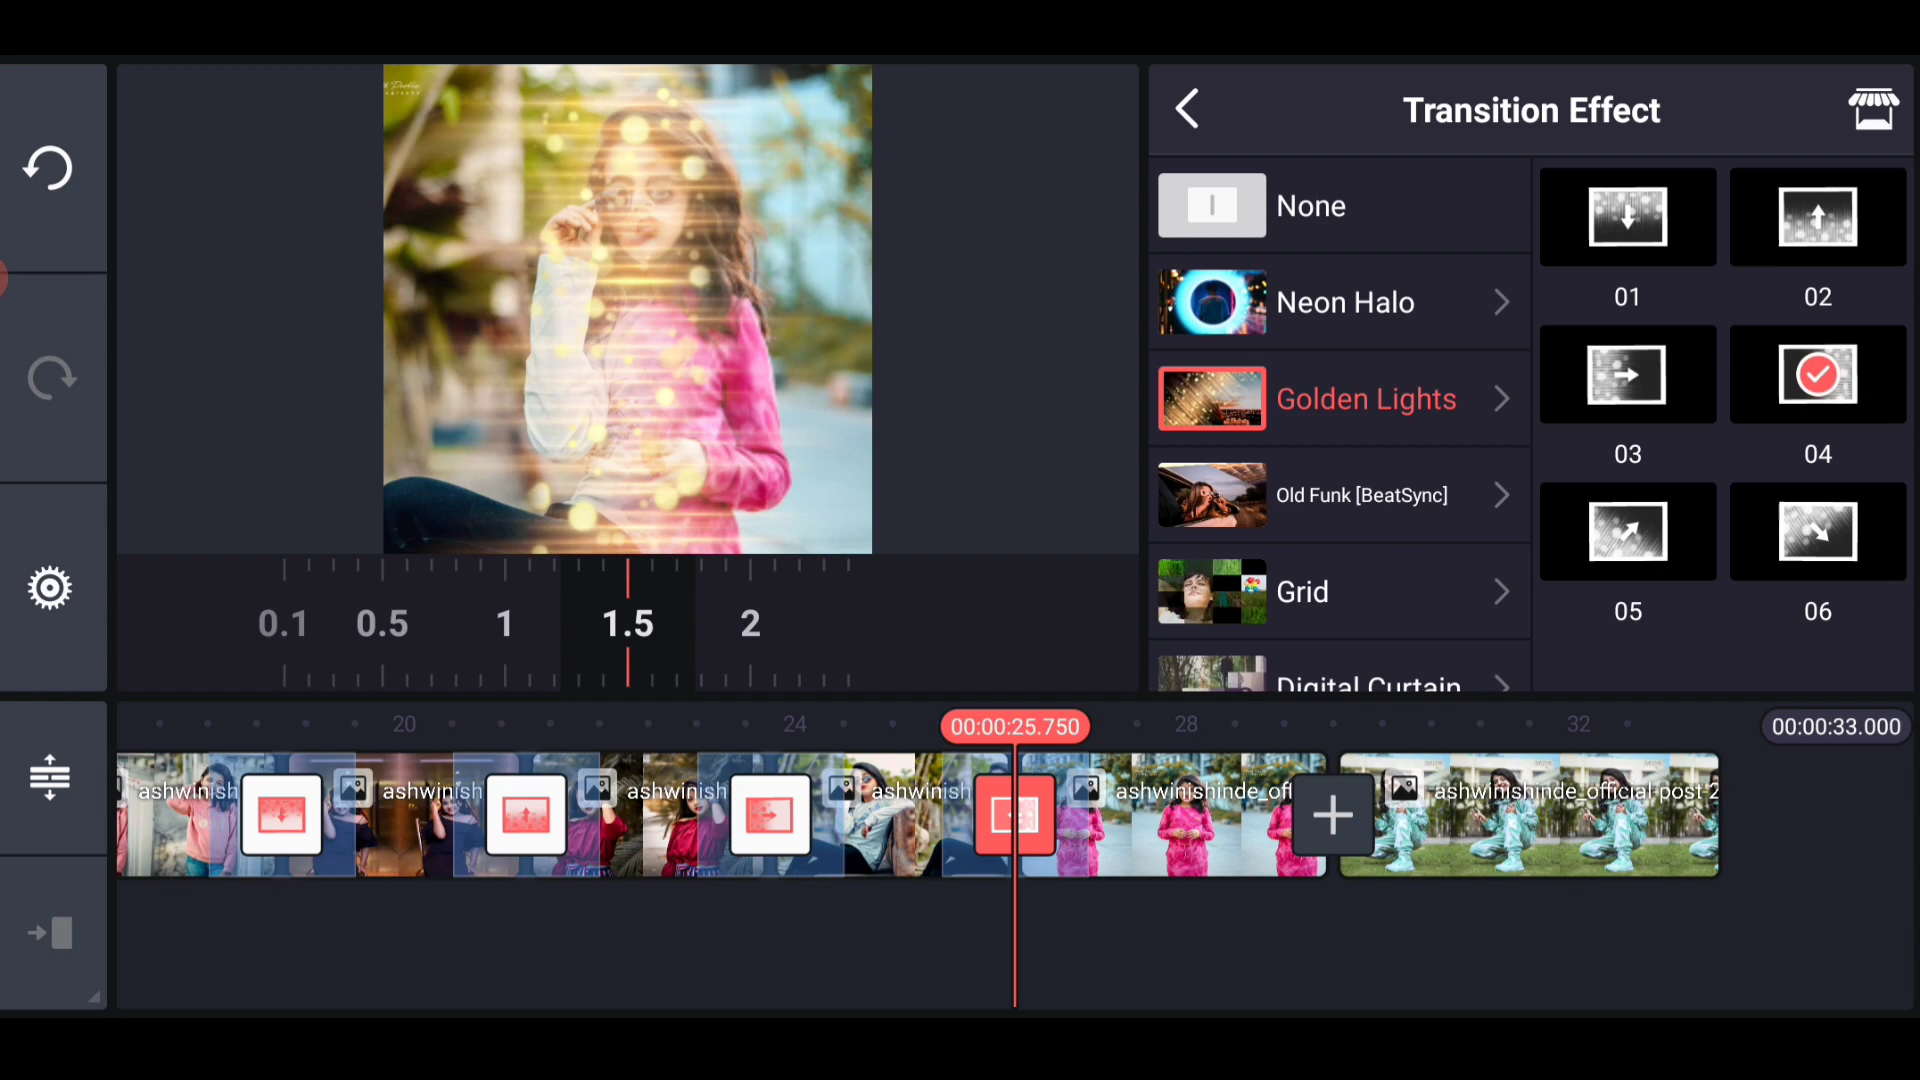 Transition Effect
None
Neon Halo
Golden Lights
Old Funk [BeatSync]
Grid
Digital Curtain
01
02
03
04
05
06
0.1
0.5
1
1.5
2
20
24
00:00:25.750
28
32
00:00:33.000
ashwinish
ashwinish
ashwinish
ashwinish
ashwinishinde_off
ashwinishinde_official-post-2